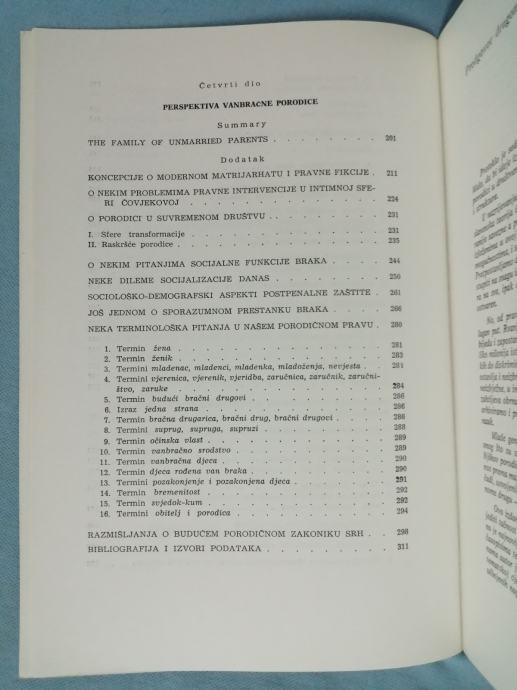 Četvrti dio
PERSPEKTIVA VANBRAČNE PORODICE
Summary
THE FAMILY OF UNMARRIED PARENTS . . . . . . . . 201
Dodatak
KONCEPCIJE O MODERNOM MATRIJARHATU I PRAVNE FIKCIJE . 211
O NEKIM PROBLEMIMA PRAVNE INTERVENCIJE U INTIMNOJ SFE-
RI ČOVJEKOVOJ . . . . . . . . . . . . . . 224
O PORODICI U SUVREMENOM DRUŠTVU . . . . . . . . 231
I. Sfere transformacije . . . . . . . . . . . . . . 231
II. Raskršće porodice . . . . . . . . . . . . . . 235
O NEKIM PITANJIMA SOCIJALNE FUNKCIJE BRAKA . . . . 244
NEKE DILEME SOCIJALIZACIJE DANAS . . . . . . . . 250
SOCIOLOŠKO-DEMOGRAFSKI ASPEKTI POSTPENALNE ZAŠTITE . 261
JOŠ JEDNOM O SPORAZUMNOM PRESTANKU BRAKA . . . . 266
NEKA TERMINOLOŠKA PITANJA U NAŠEM PORODIČNOM PRAVU . 280
1. Termin žena . . . . . . . . . . . . . . 281
2. Termin ženik . . . . . . . . . . . . . . 283
3. Termini mladenac, mladenci, mladenka, mladoženja, nevjesta . . . 284
4. Termini vjerenica, vjerenik, vjeridba, zaručnica, zaručnik, zaručni-
štvo, zaruke . . . . . . . . . . . . . . 284
5. Termin budući bračni drugovi . . . . . . . . . . 286
6. Izraz jedna strana . . . . . . . . . . . . . . 286
7. Termin bračna drugarica, bračni drug, bračni drugovi . . . . 286
8. Termini suprug, supruga, supruzi . . . . . . . . 288
9. Termin očinska vlast . . . . . . . . . . . . 289
10. Termin vanbračno srodstvo . . . . . . . . . . 289
11. Termin vanbračna djeca . . . . . . . . . . . . 290
12. Termin djeca rođena van braka . . . . . . . . . . 290
13. Termini pozakonjenje i pozakonjena djeca . . . . . . 291
14. Termin bremenitost . . . . . . . . . . . . 292
15. Termin svjedok-kum . . . . . . . . . . . . 292
16. Termini obitelj i porodica . . . . . . . . . . 294
RAZMIŠLJANJA O BUDUĆEM PORODIČNOM ZAKONIKU SRH . . 298
BIBLIOGRAFIJA I IZVORI PODATAKA . . . . . . . . 311